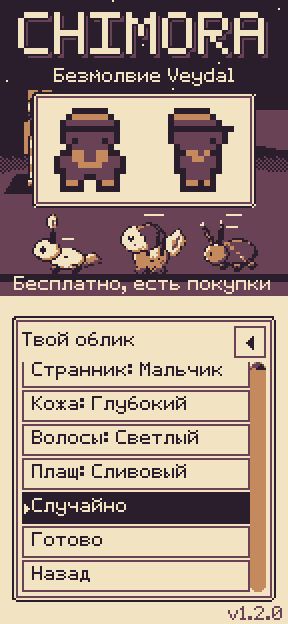 CHIMORA
Безмолвие Veydal
Бесплатно, есть покупки
Твой облик
Странник: Мальчик
Кожа: Глубокий
Волосы: Светлый
Плащ: Сливовый
Случайно
Готово
Назад
v1.2.0